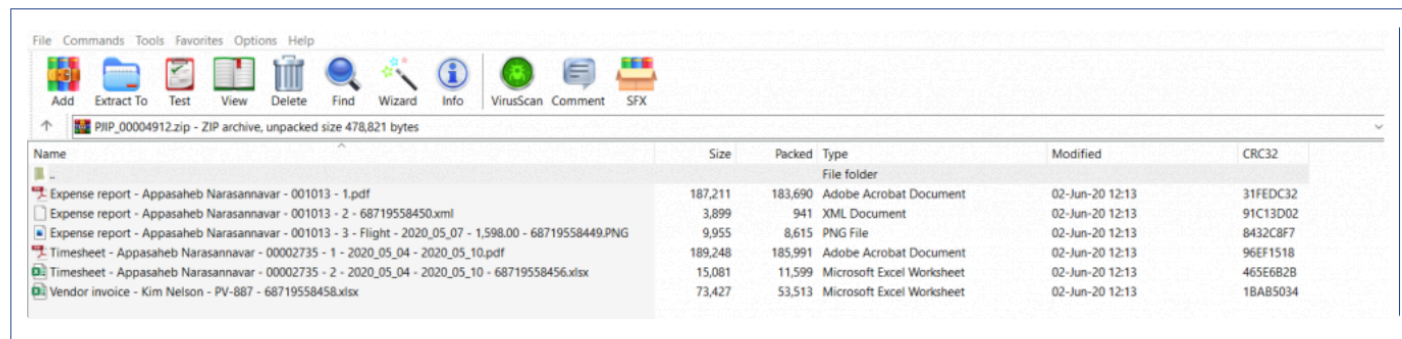 File Commands Tools Favorites Options Help
Add Extract To Test View Delete Find Wizard Info VirusScan Comment SFX
PJIP_00004912.zip - ZIP archive, unpacked size 478,821 bytes
Name Size Packed Type Modified CRC32
.. File folder
Expense report - Appasaheb Narasannavar - 001013 - 1.pdf 187,211 183,690 Adobe Acrobat Document 02-Jun-20 12:13 31FEDC32
Expense report - Appasaheb Narasannavar - 001013 - 2 - 68719558450.xml 3,899 941 XML Document 02-Jun-20 12:13 91C13D02
Expense report - Appasaheb Narasannavar - 001013 - 3 - Flight - 2020_05_07 - 1,598.00 - 68719558449.PNG 9,955 8,615 PNG File 02-Jun-20 12:13 8432C8F7
Timesheet - Appasaheb Narasannavar - 00002735 - 1 - 2020_05_04 - 2020_05_10.pdf 189,248 185,991 Adobe Acrobat Document 02-Jun-20 12:13 96EF1518
Timesheet - Appasaheb Narasannavar - 00002735 - 2 - 2020_05_04 - 2020_05_10 - 68719558456.xlsx 15,081 11,599 Microsoft Excel Worksheet 02-Jun-20 12:13 465E6B2B
Vendor invoice - Kim Nelson - PV-887 - 68719558458.xlsx 73,427 53,513 Microsoft Excel Worksheet 02-Jun-20 12:13 1BAB5034